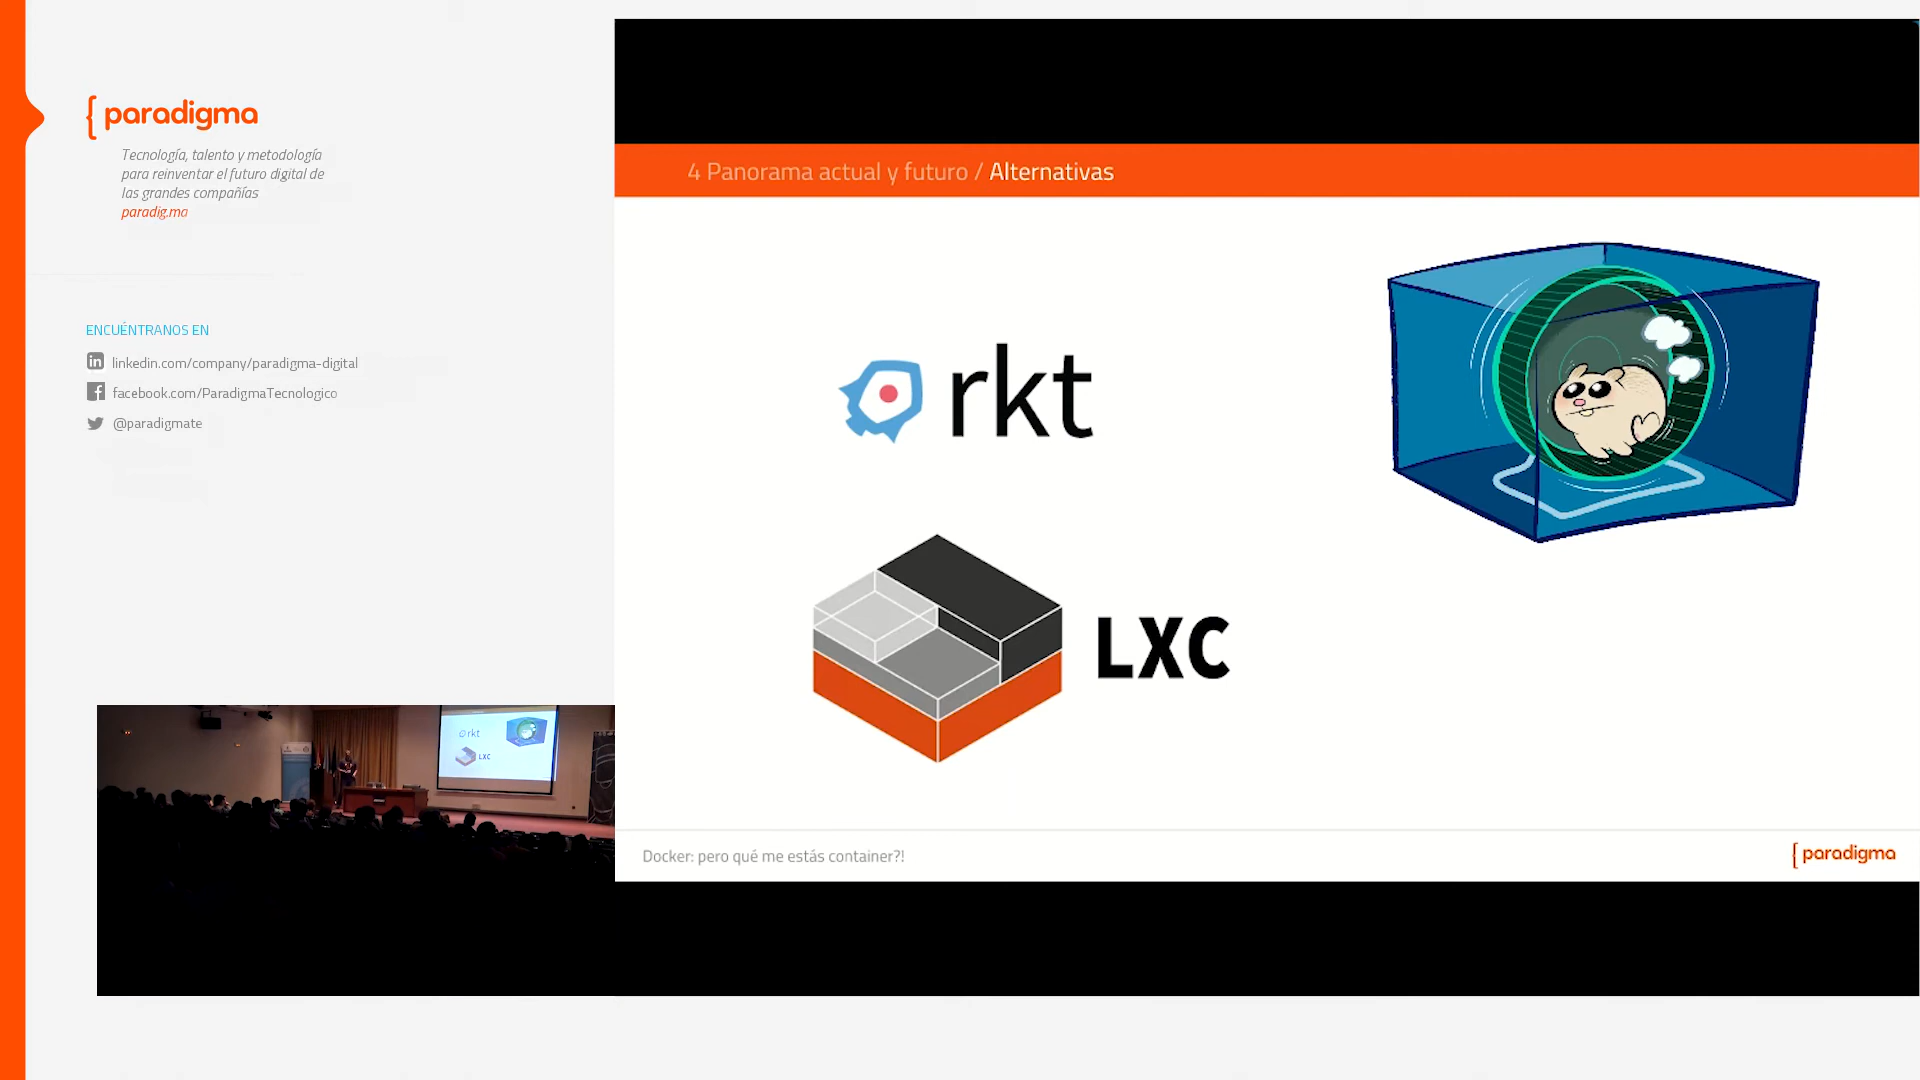 { paradigma
Tecnología, talento y metodología
para reinventar el futuro digital de
las grandes compañías
paradig.ma
ENCUÉNTRANOS EN
linkedin.com/company/paradigma-digital
facebook.com/ParadigmaTecnologico
@paradigmate
4 Panorama actual y futuro / Alternativas
rkt
LXC
Docker: pero qué me estás container?!
{ paradigma
rkt
LXC